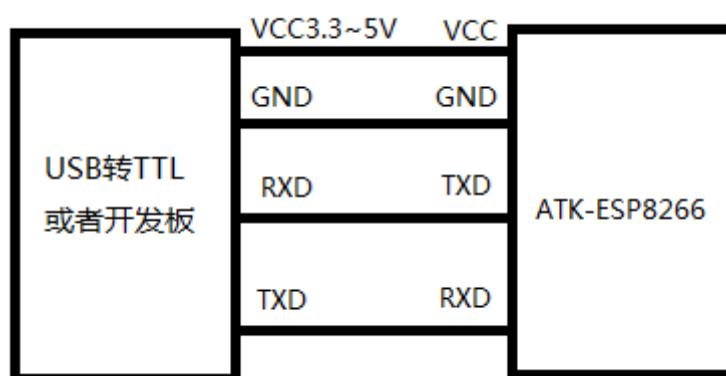 VCC3.3~5V VCC
GND GND
USB转TTL
或者开发板
RXD TXD
ATK-ESP8266
TXD RXD